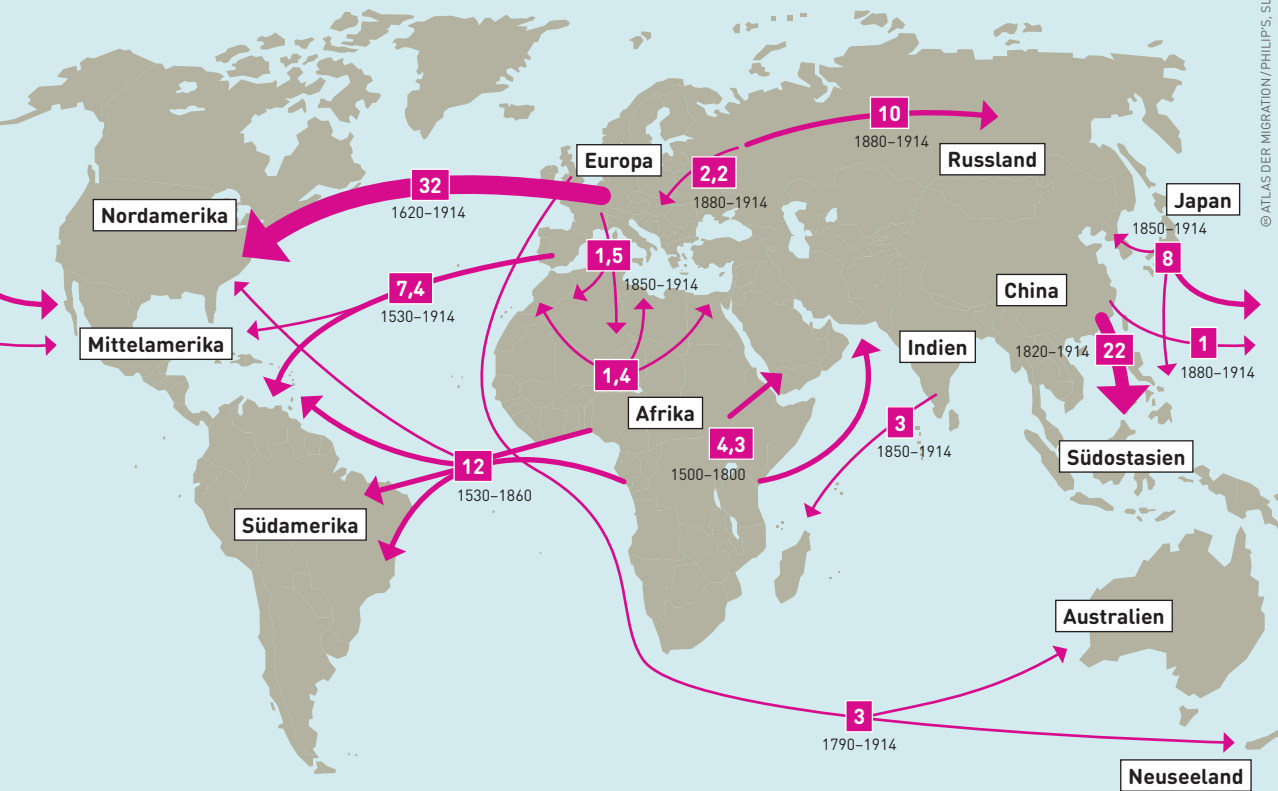 © ATLAS DER MIGRATION / PHILIP'S, SL
10
1880–1914
Europa
Russland
2,2
1880–1914
32
1620–1914
Nordamerika
Japan
1850–1914
8
1,5
1850–1914
7,4
1530–1914
China
Mittelamerika
Indien
1820–1914
22
1
1880–1914
1,4
Afrika
3
1850–1914
4,3
1500–1800
Südostasien
12
1530–1860
Südamerika
Australien
3
1790–1914
Neuseeland